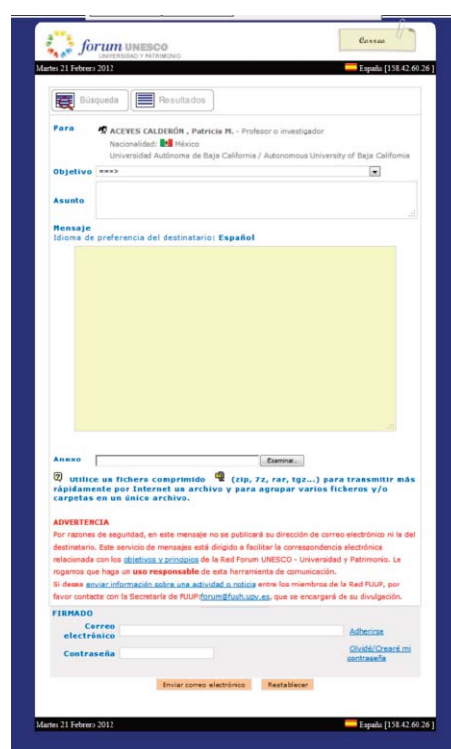 forum UNESCO
UNIVERSIDAD Y PATRIMONIO
Correo
Martes 21 Febrero 2012
España [158.42.60.26]
Búsqueda
Resultados
Para
ACEVES CALDERÓN , Patricia M. - Profesor o investigador
Nacionalidad: México
Universidad Autónoma de Baja California / Autonomous University of Baja California
Objetivo
===>
Asunto
Mensaje
Idioma de preferencia del destinatario: Español
Anexo
Examinar...
Utilice un fichero comprimido (zip, 7z, rar, tgz...) para transmitir más
rápidamente por Internet un archivo y para agrupar varios ficheros y/o
carpetas en un único archivo.
ADVERTENCIA
Por razones de seguridad, en este mensaje no se publicará su dirección de correo electrónico ni la del
destinatario. Este servicio de mensajes está dirigido a facilitar la correspondencia electrónica
relacionada con los objetivos y principios de la Red Forum UNESCO - Universidad y Patrimonio. Le
rogamos que haga un uso responsable de esta herramienta de comunicación.
Si desea enviar información sobre una actividad o noticia entre los miembros de la Red FUUP, por
favor contacte con la Secretaría de FUUP:forum@fuuh.upv.es, que se encargará de su divulgación.
FIRMADO
Correo
electrónico
Adherirse
Contraseña
Olvidé/Crearé mi
contraseña
Enviar correo electrónico
Restablecer
Martes 21 Febrero 2012
España [158.42.60.26]